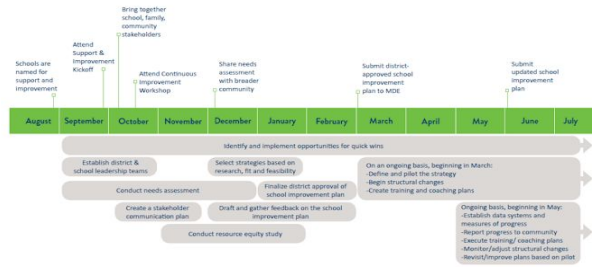 Bring together
school, family,
community
stakeholders
Attend
Support &
Improvement
Kickoff
Schools are
named for
support and
improvement
Attend Continuous
Improvement
Workshop
Share needs
assessment
with broader
community
Submit district-
approved school
improvement
plan to MDE
Submit
updated school
improvement
plan
August
September
October
November
December
January
February
March
April
May
June
July
Identify and implement opportunities for quick wins
Establish district &
school leadership teams
Select strategies based on
research, fit and feasibility
On an ongoing basis, beginning in March:
-Define and pilot the strategy
-Begin structural changes
-Create training and coaching plans
Conduct needs assessment
Finalize district approval of
school improvement plan
Create a stakeholder
communication plan
Draft and gather feedback on the school
improvement plan
Ongoing basis, beginning in May:
-Establish data systems and
measures of progress
-Report progress to community
-Execute training/ coaching plans
-Monitor/adjust structural changes
-Revisit/improve plans based on pilot
Conduct resource equity study